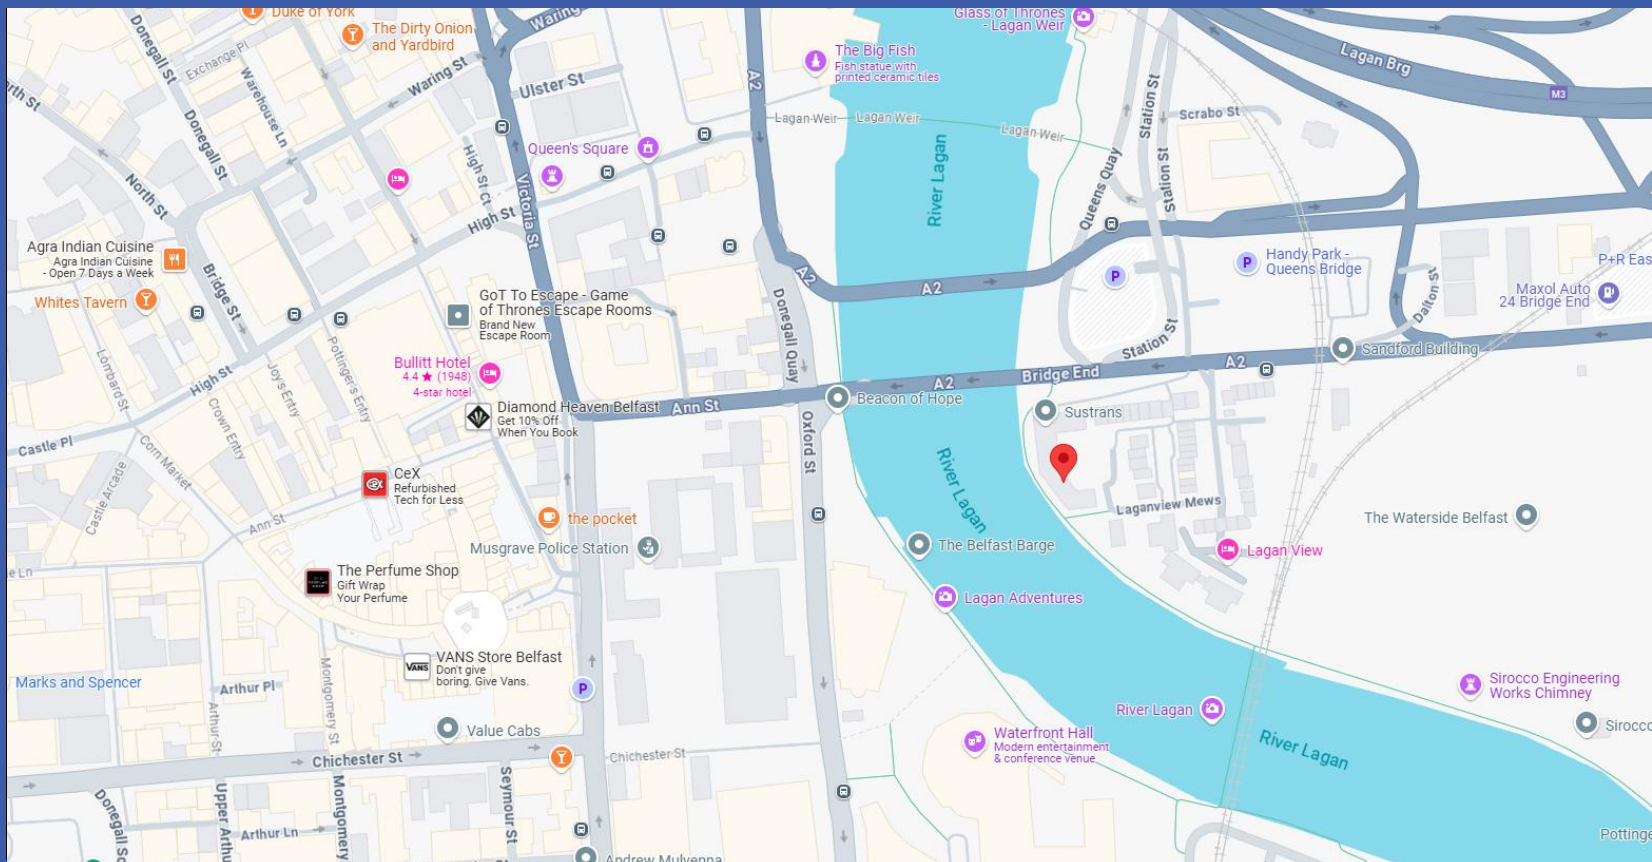 Duke of York
The Dirty Onion
and Yardbird
Donegall St
Exchange Pl
Warehouse Ln
Waring St
Waring
Ulster St
A2
The Big Fish
Fish statue with
printed ceramic tiles
Glass of Thrones
- Lagan Weir
Lagan Weir
Lagan Weir
Lagan Weir
River Lagan
Station St
Scrabo St
Lagan Brg
M3
Donegall St
North St
High St Ct
Queen's Square
Victoria St
High St
Queens Quay
Station St
Agra Indian Cuisine
Agra Indian Cuisine
- Open 7 Days a Week
Whites Tavern
Bridge St
GoT To Escape - Game
of Thrones Escape Rooms
Brand New
Escape Room
A2
A2
P
P
Handy Park -
Queens Bridge
Maxol Auto
24 Bridge End
Dalton St
Donegall Quay
Station St
Sandford Building
Lombard St
High St
Joy's Entry
Pottinger's Entry
Bullitt Hotel
4.4 ★ (1948)
4-star hotel
A2
Bridge End
A2
Crown Entry
Diamond Heaven Belfast
Get 10% Off
When You Book
Ann St
Beacon of Hope
Sustrans
Castle Pl
Corn Market
Castle Arcade
Oxford St
CeX
Refurbished
Tech for Less
River Lagan
Laganview Mews
Ann St
the pocket
Musgrave Police Station
The Belfast Barge
Lagan View
The Waterside Belfast
The Perfume Shop
Gift Wrap
Your Perfume
Lagan Adventures
VANS
VANS Store Belfast
Don't give
boring. Give Vans.
Marks and Spencer
Arthur Pl
Arthur St
Montgomery St
P
River Lagan
Sirocco Engineering
Works Chimney
Sirocco
Value Cabs
Waterfront Hall
Modern entertainment
& conference venue
River Lagan
Chichester St
Chichester St
Seymour St
Montgomery
Arthur Ln
Andrew Mulvenna